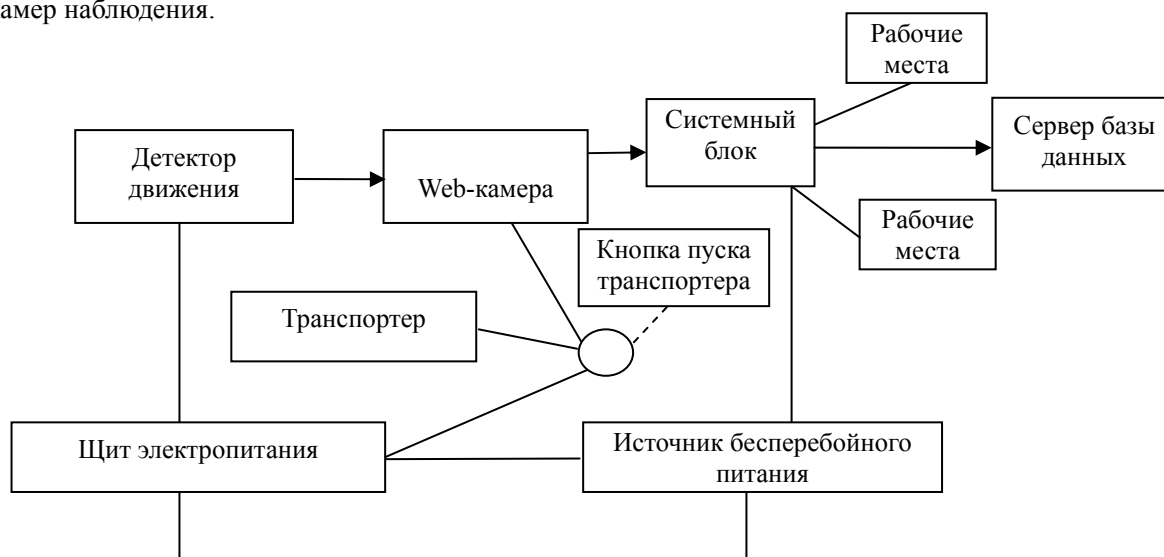 амер наблюдения.
Рабочие
места
Системный
блок
Сервер базы
данных
Детектор
движения
Web-камера
Рабочие
места
Кнопка пуска
транспортера
Транспортер
Щит электропитания
Источник бесперебойного
питания